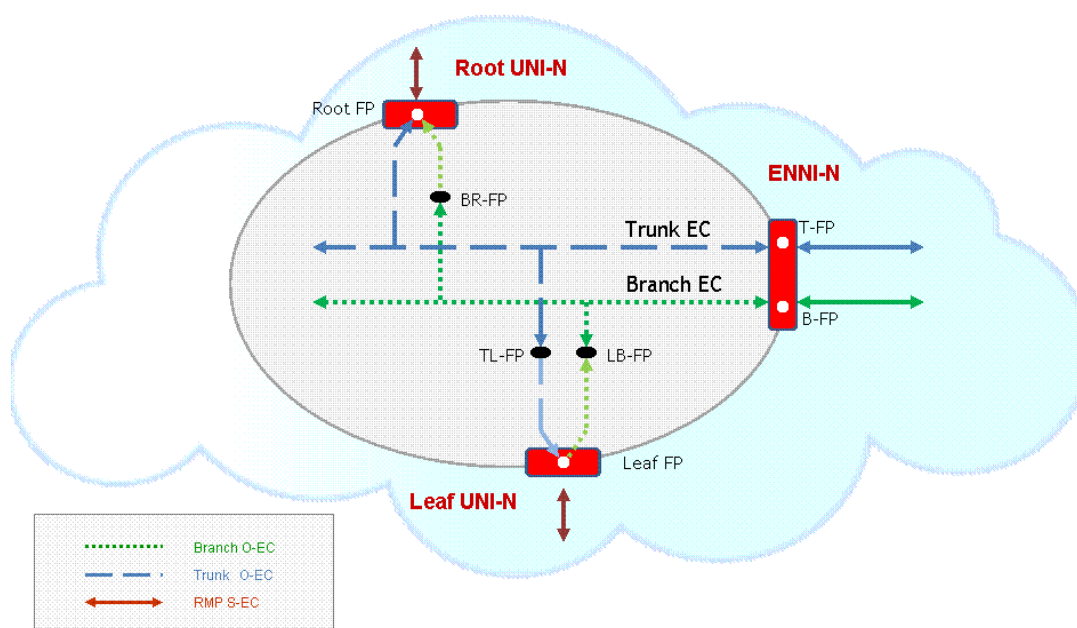 Root UNI-N
Root FP
ENNI-N
BR-FP
Trunk EC
T-FP
Branch EC
B-FP
TL-FP
LB-FP
Leaf FP
Leaf UNI-N
Branch O-EC
Trunk O-EC
RMP S-EC